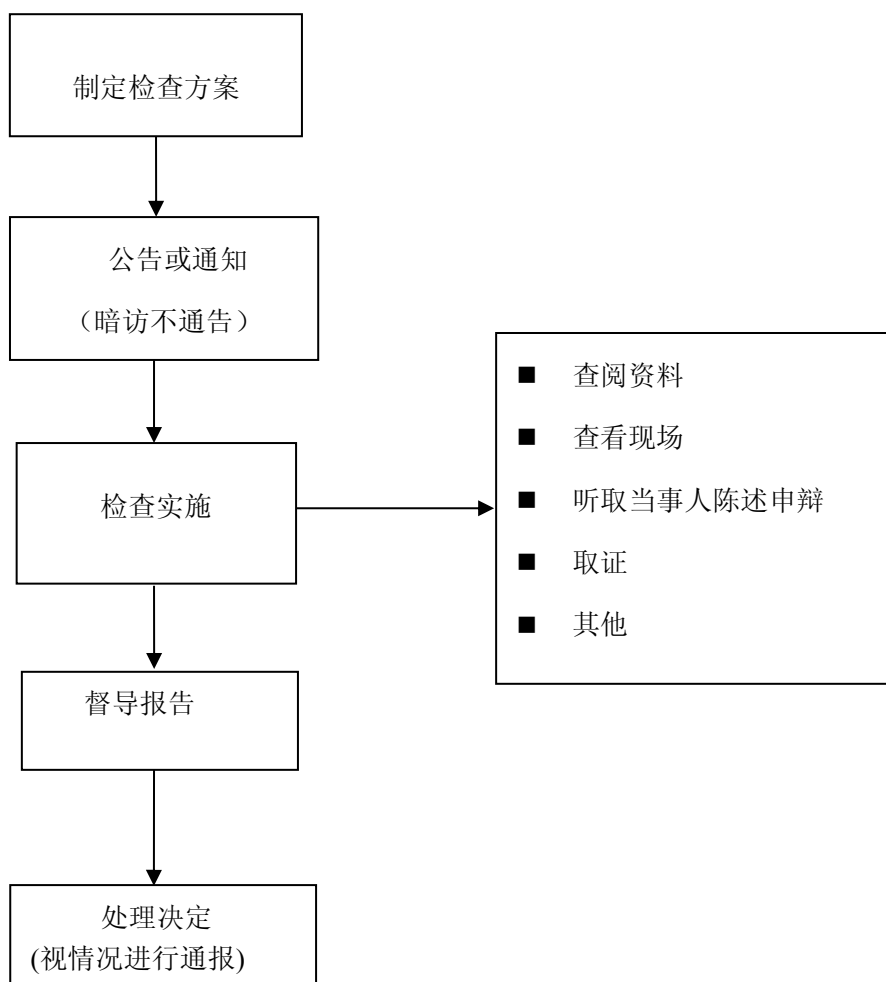 制定检查方案
公告或通知
（暗访不通告）
检查实施
■ 查阅资料
■ 查看现场
■ 听取当事人陈述申辩
■ 取证
■ 其他
督导报告
处理决定
(视情况进行通报)